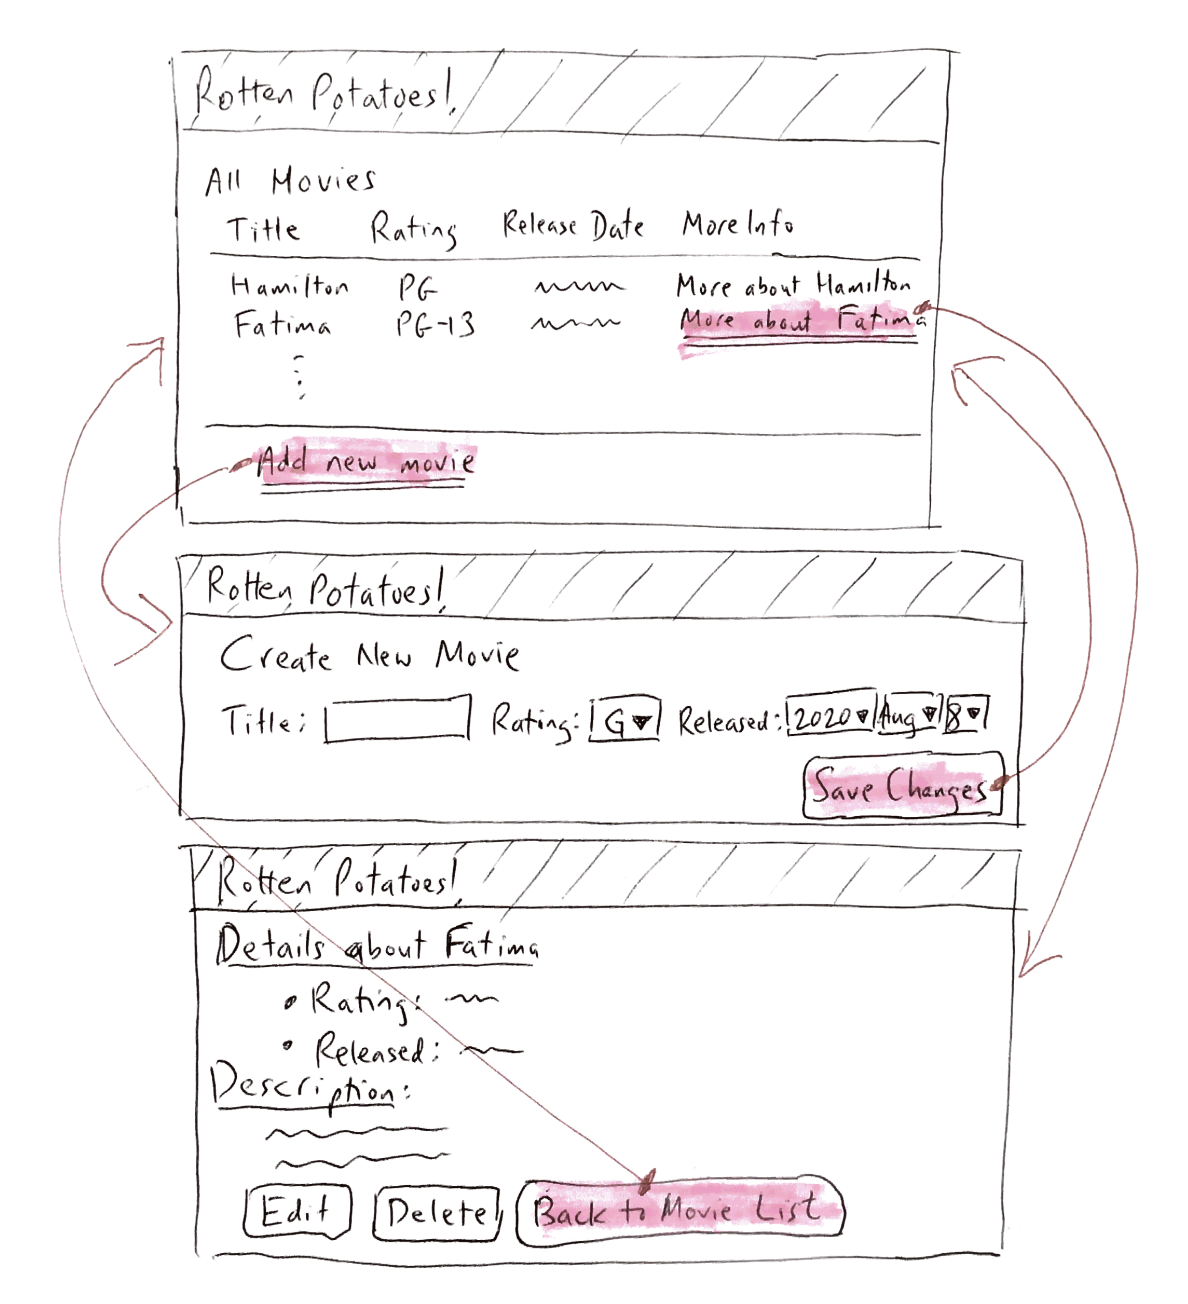 Rotten Potatoes!
All Movies
Title Rating Release Date More Info
Hamilton PG More about Hamilton
Fatima PG-13 More about Fatima
Add new movie
Rotten Potatoes!
Create New Movie
Title: Rating: G Released: 2020 Aug 8
Save Changes
Rotten Potatoes!
Details about Fatima
• Rating:
• Released:
Description:
Edit Delete Back to Movie List